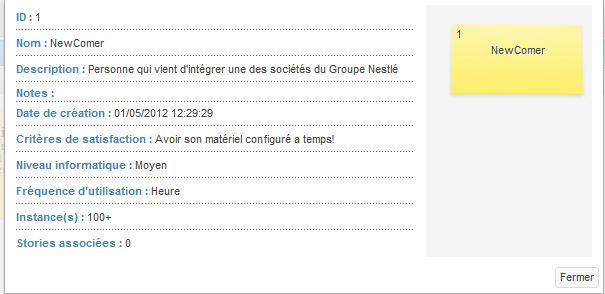 ID : 1
Nom : NewComer
Description : Personne qui vient d'intégrer une des sociétés du Groupe Nestlé
Notes :
Date de création : 01/05/2012 12:29:29
Critères de satisfaction : Avoir son matériel configuré a temps!
Niveau informatique : Moyen
Fréquence d'utilisation : Heure
Instance(s) : 100+
Stories associées : 0
1
NewComer
Fermer